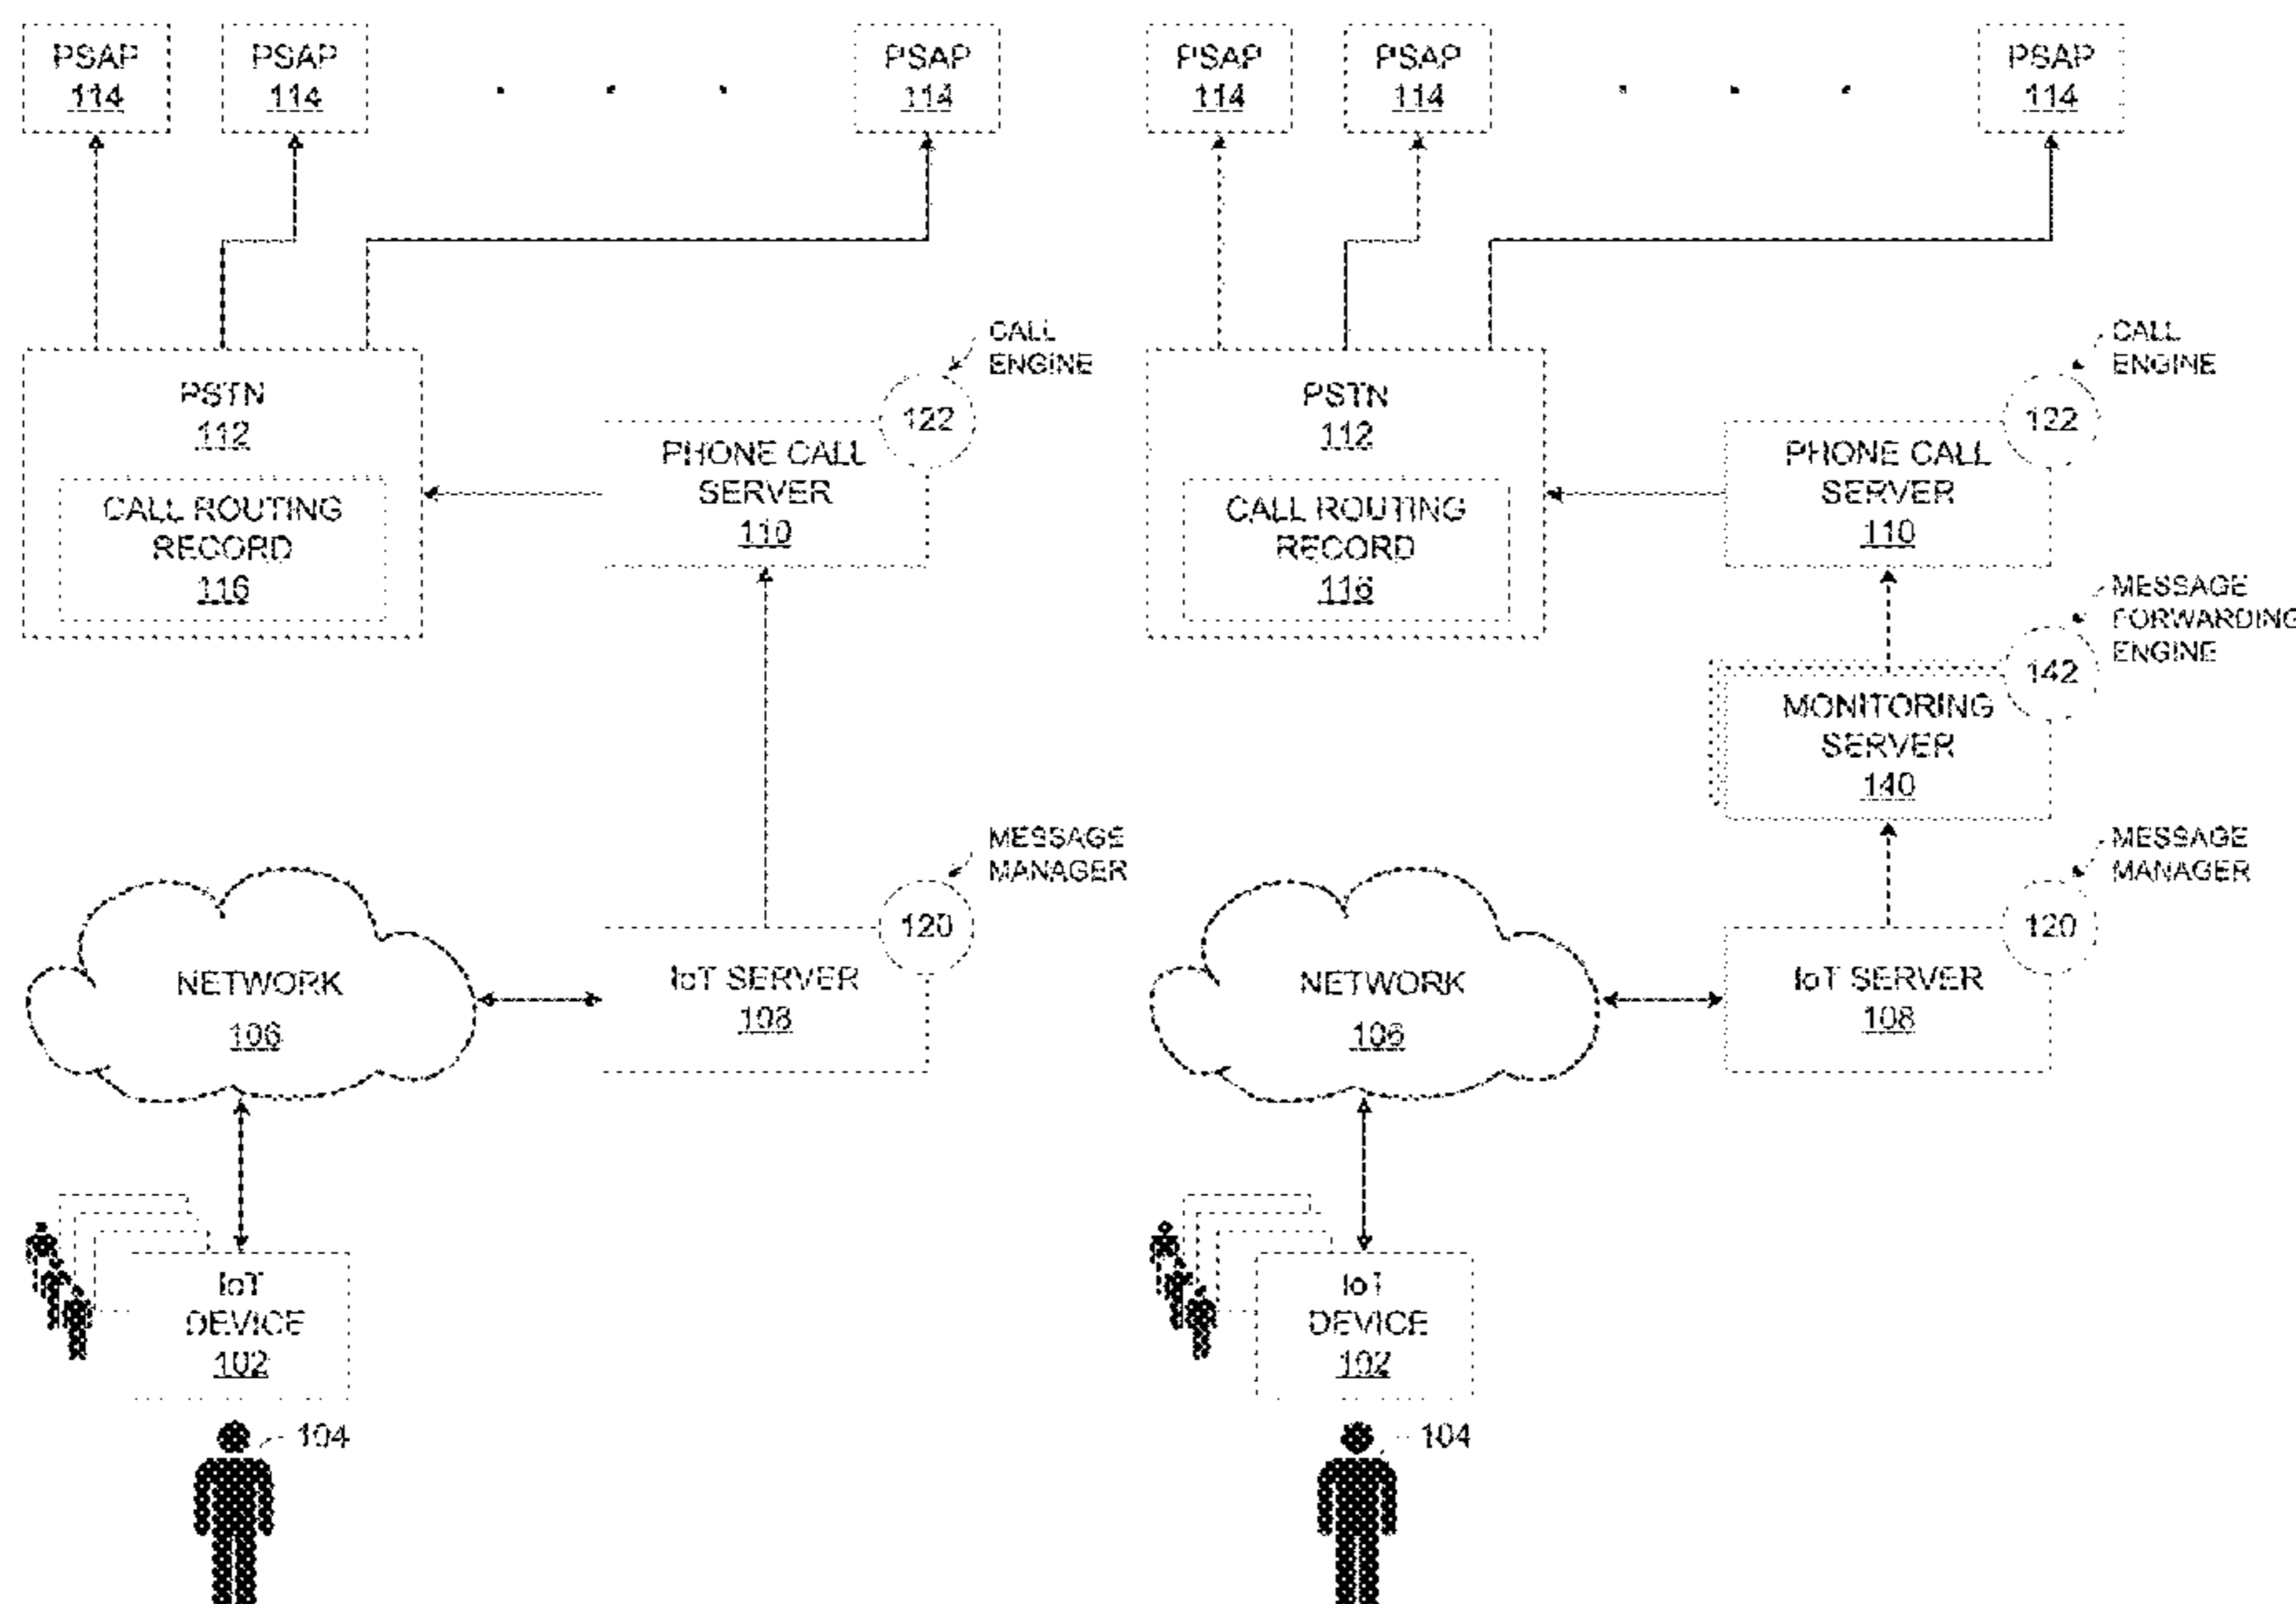 PSAP
114
PSAP
114
PSAP
114
CALL
ENGINE
122
PSTN
112
PHONE CALL
SERVER
110
CALL ROUTING
RECORD
116
MESSAGE
MANAGER
120
NETWORK
106
IoT SERVER
108
IoT
DEVICE
102
104
PSAP
114
PSAP
114
PSAP
114
CALL
ENGINE
122
PSTN
112
PHONE CALL
SERVER
110
CALL ROUTING
RECORD
116
MESSAGE
FORWARDING
ENGINE
142
MONITORING
SERVER
140
MESSAGE
MANAGER
120
NETWORK
106
IoT SERVER
108
IoT
DEVICE
102
104